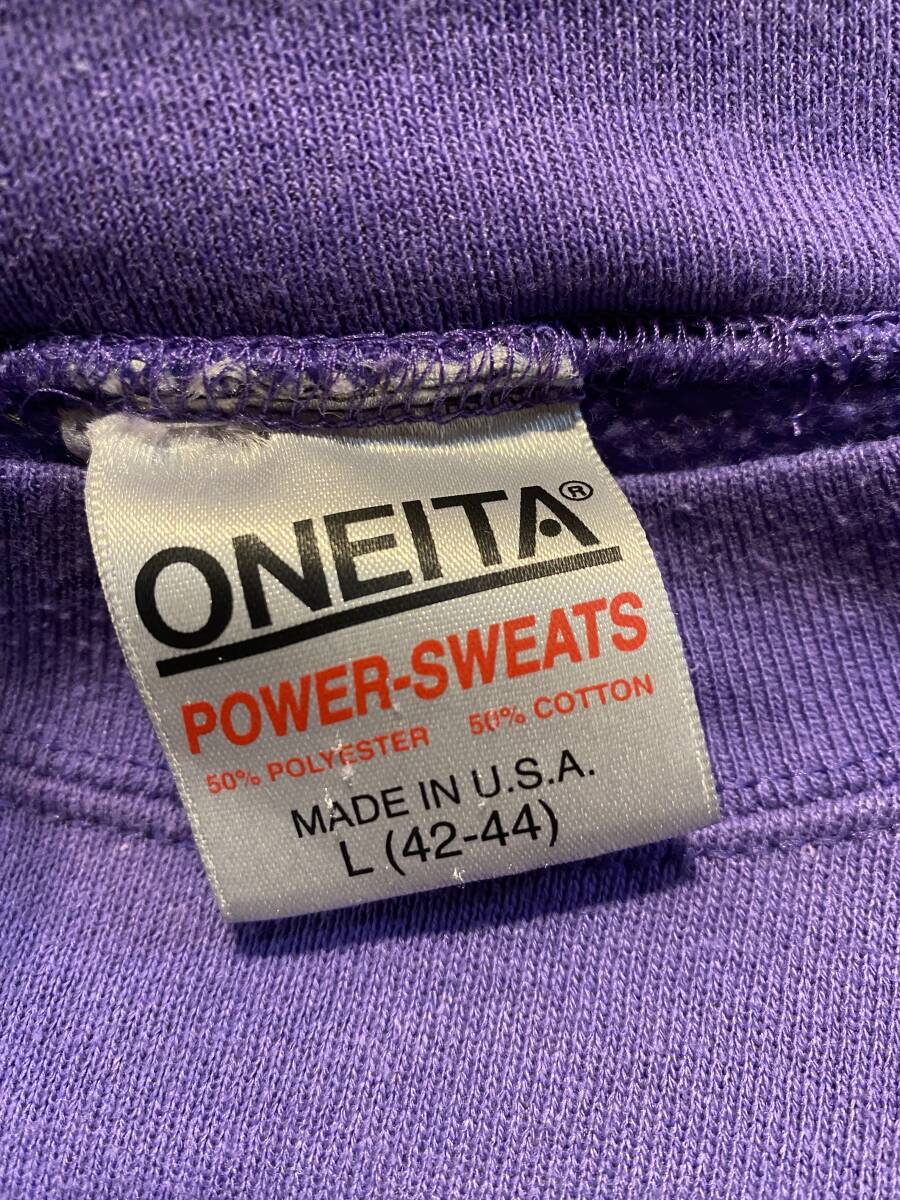 ONEITA®
POWER-SWEATS
50% POLYESTER 50% COTTON
MADE IN U.S.A.
L (42-44)